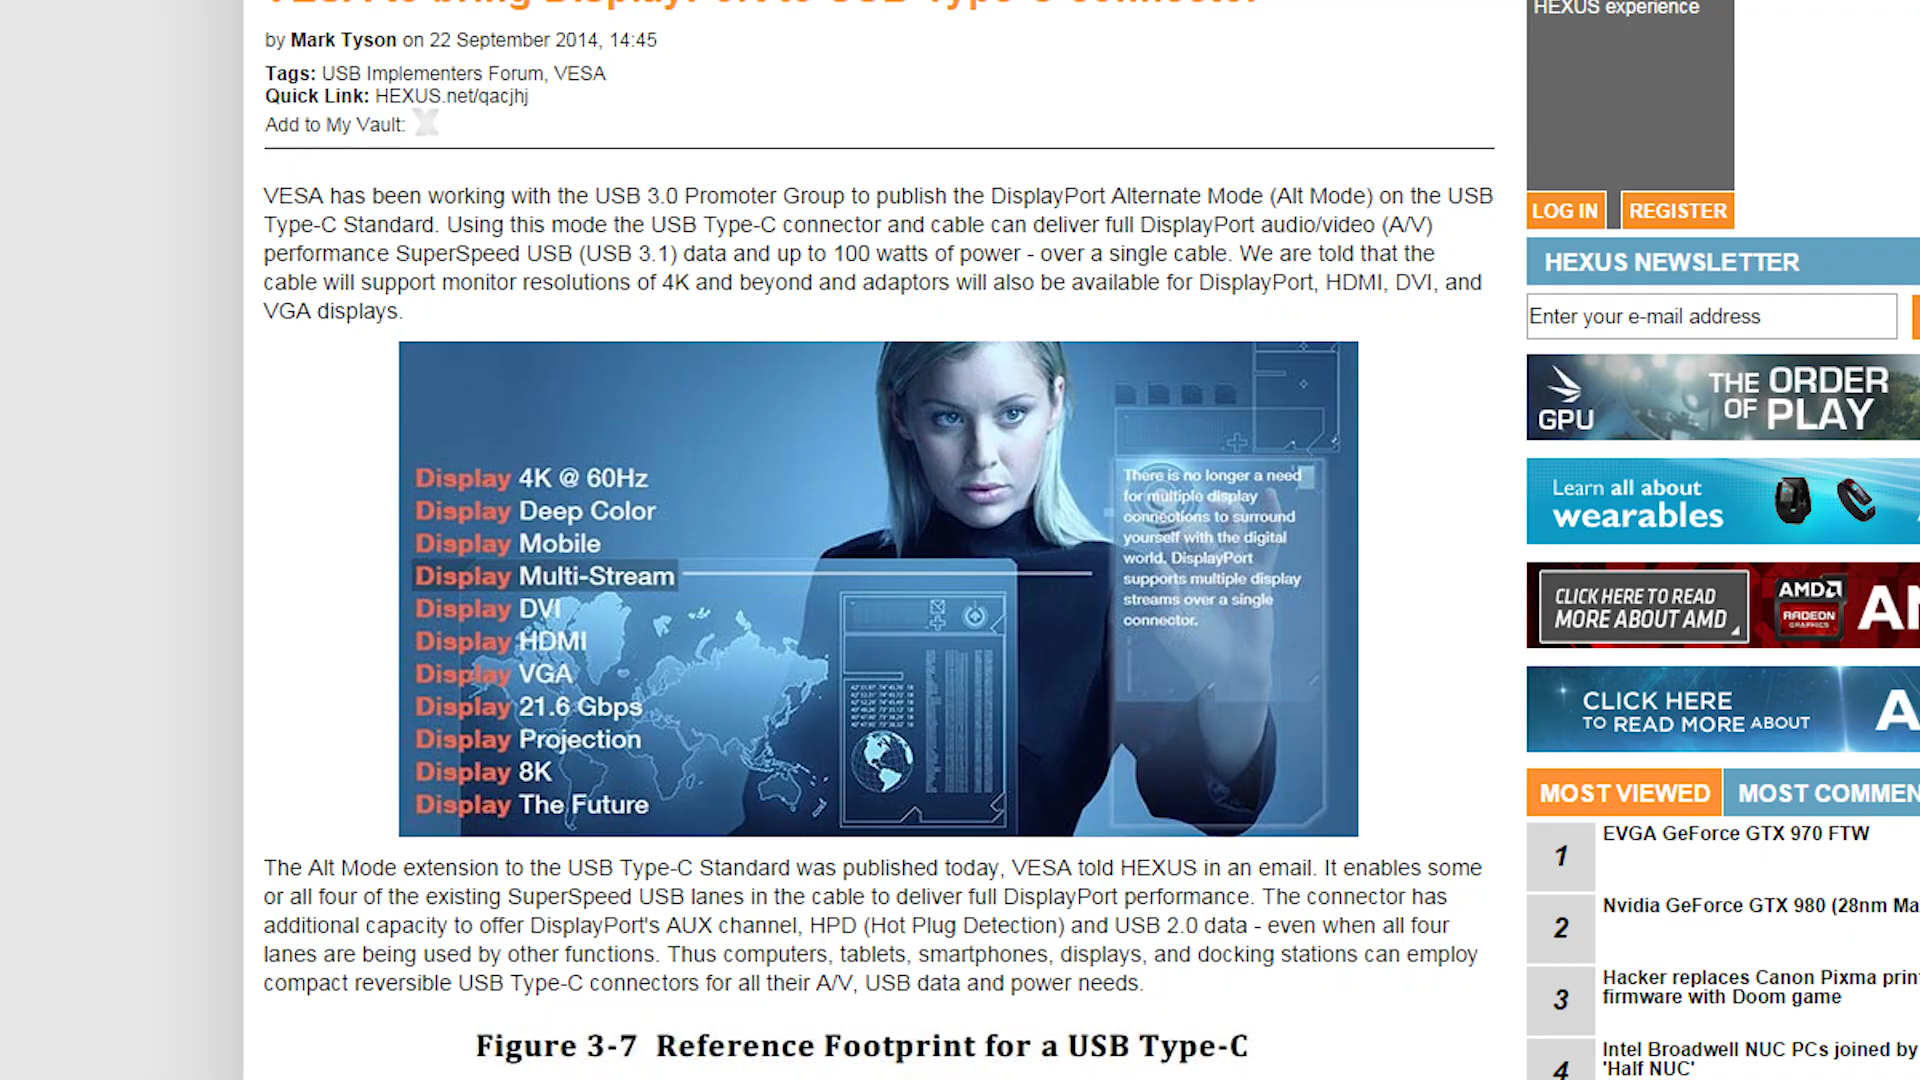 VESA to bring DisplayPort to USB Type-C connector
by Mark Tyson on 22 September 2014, 14:45
Tags: USB Implementers Forum, VESA
Quick Link: HEXUS.net/qacjhj
Add to My Vault: X
VESA has been working with the USB 3.0 Promoter Group to publish the DisplayPort Alternate Mode (Alt Mode) on the USB
Type-C Standard. Using this mode the USB Type-C connector and cable can deliver full DisplayPort audio/video (A/V)
performance SuperSpeed USB (USB 3.1) data and up to 100 watts of power - over a single cable. We are told that the
cable will support monitor resolutions of 4K and beyond and adaptors will also be available for DisplayPort, HDMI, DVI, and
VGA displays.
Display 4K @ 60Hz
Display Deep Color
Display Mobile
Display Multi-Stream
Display DVI
Display HDMI
Display VGA
Display 21.6 Gbps
Display Projection
Display 8K
Display The Future
There is no longer a need
for multiple display
connections to surround
yourself with the digital
world. DisplayPort
supports multiple display
streams over a single
connector.
The Alt Mode extension to the USB Type-C Standard was published today, VESA told HEXUS in an email. It enables some
or all four of the existing SuperSpeed USB lanes in the cable to deliver full DisplayPort performance. The connector has
additional capacity to offer DisplayPort's AUX channel, HPD (Hot Plug Detection) and USB 2.0 data - even when all four
lanes are being used by other functions. Thus computers, tablets, smartphones, displays, and docking stations can employ
compact reversible USB Type-C connectors for all their A/V, USB data and power needs.
Figure 3-7 Reference Footprint for a USB Type-C
HEXUS experience
LOG IN
REGISTER
HEXUS NEWSLETTER
Enter your e-mail address
GPU
THE ORDER
OF PLAY
Learn all about
wearables
CLICK HERE TO READ
MORE ABOUT AMD
AMD
RADEON
GRAPHICS
CLICK HERE
TO READ MORE ABOUT
MOST VIEWED
MOST COMMEN
1
EVGA GeForce GTX 970 FTW
2
Nvidia GeForce GTX 980 (28nm Ma
3
Hacker replaces Canon Pixma prin
firmware with Doom game
4
Intel Broadwell NUC PCs joined by
'Half NUC'